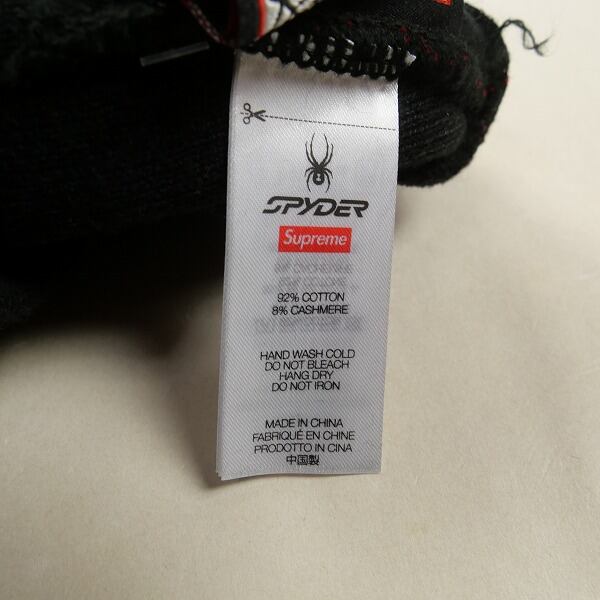 SPYDER
Supreme
92% COTTON
8% CASHMERE
HAND WASH COLD
DO NOT BLEACH
HANG DRY
DO NOT IRON
MADE IN CHINA
FABRIQUÉ EN CHINE
PRODOTTO IN CINA
中国製